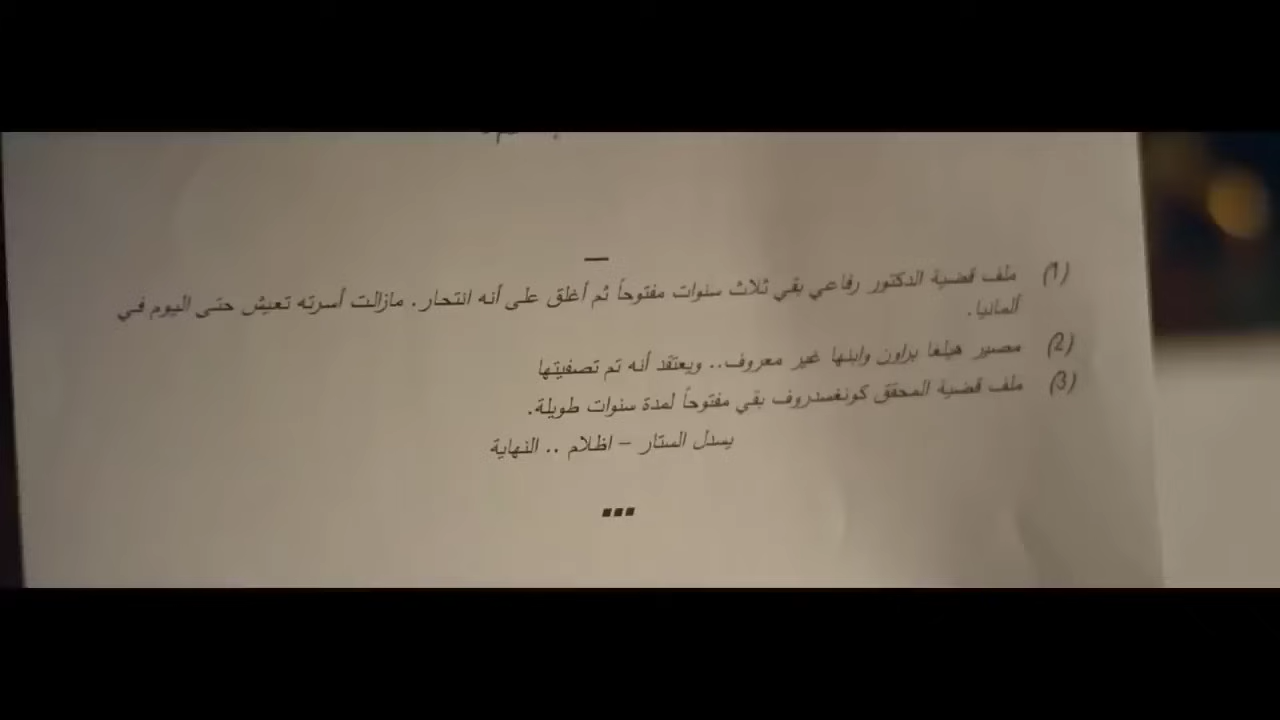 (1) ملف قضية الدكتور رفاعي بقي ثلاث سنوات مفتوحاً ثم أغلق على أنه انتحار. مازالت أسرته تعيش حتى اليوم في
ألمانيا.
(2) مصير هيلغا براون وابنها غير معروف.. ويعتقد أنه تم تصفيتها
(3) ملف قضية المحقق كونغسدروف بقي مفتوحاً لمدة سنوات طويلة.
يسدل الستار – اظلام .. النهاية